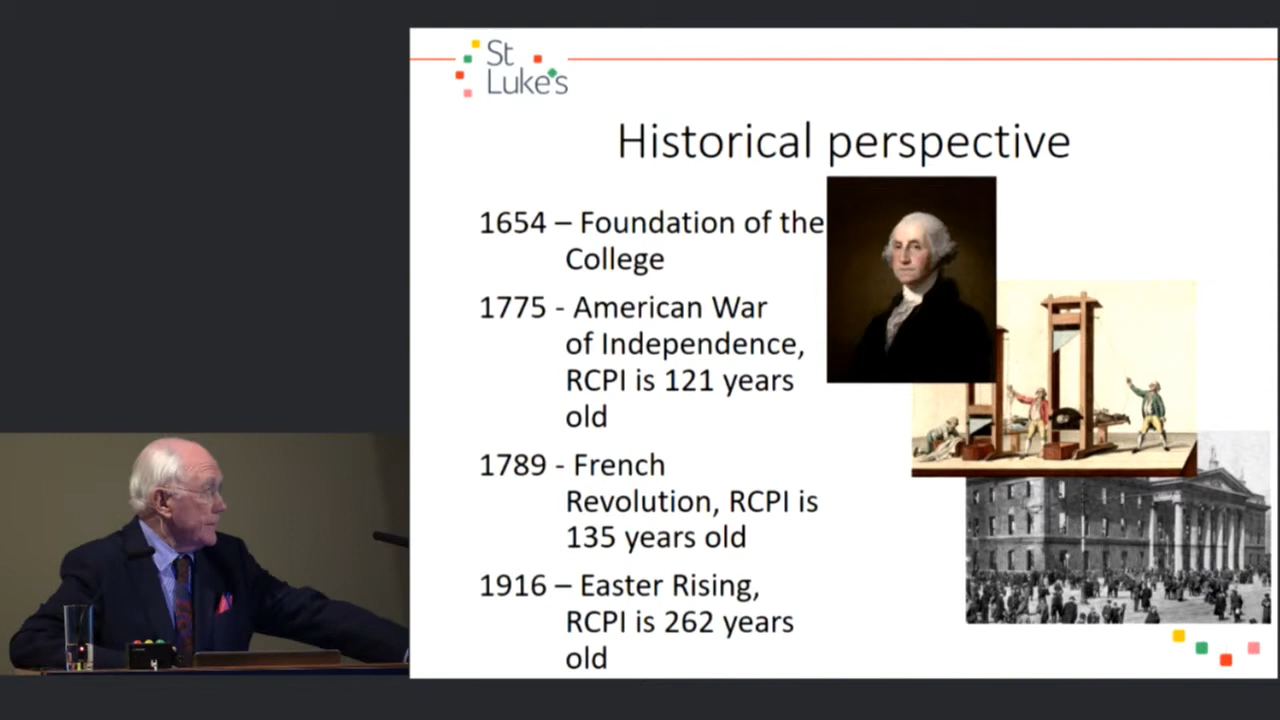 St
Luke's
Historical perspective
1654 – Foundation of the
College
1775 - American War
of Independence,
RCPI is 121 years
old
1789 - French
Revolution, RCPI is
135 years old
1916 – Easter Rising,
RCPI is 262 years
old